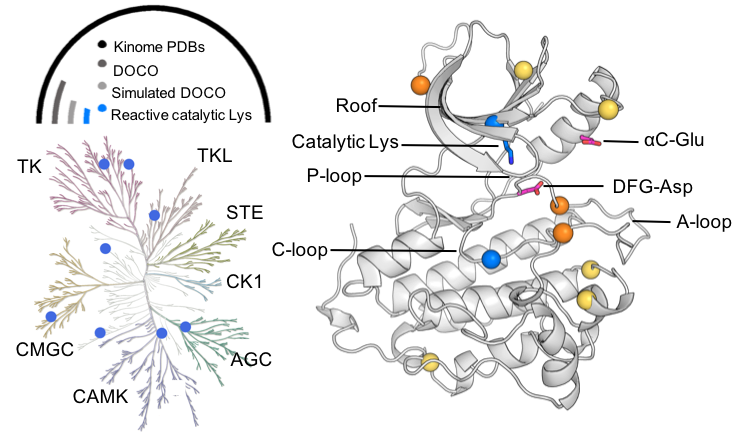 Kinome PDBs
DOCO
Simulated DOCO
Reactive catalytic Lys
TK
TKL
STE
CK1
AGC
CAMK
CMGC
Roof
Catalytic Lys
P-loop
C-loop
αC-Glu
DFG-Asp
A-loop